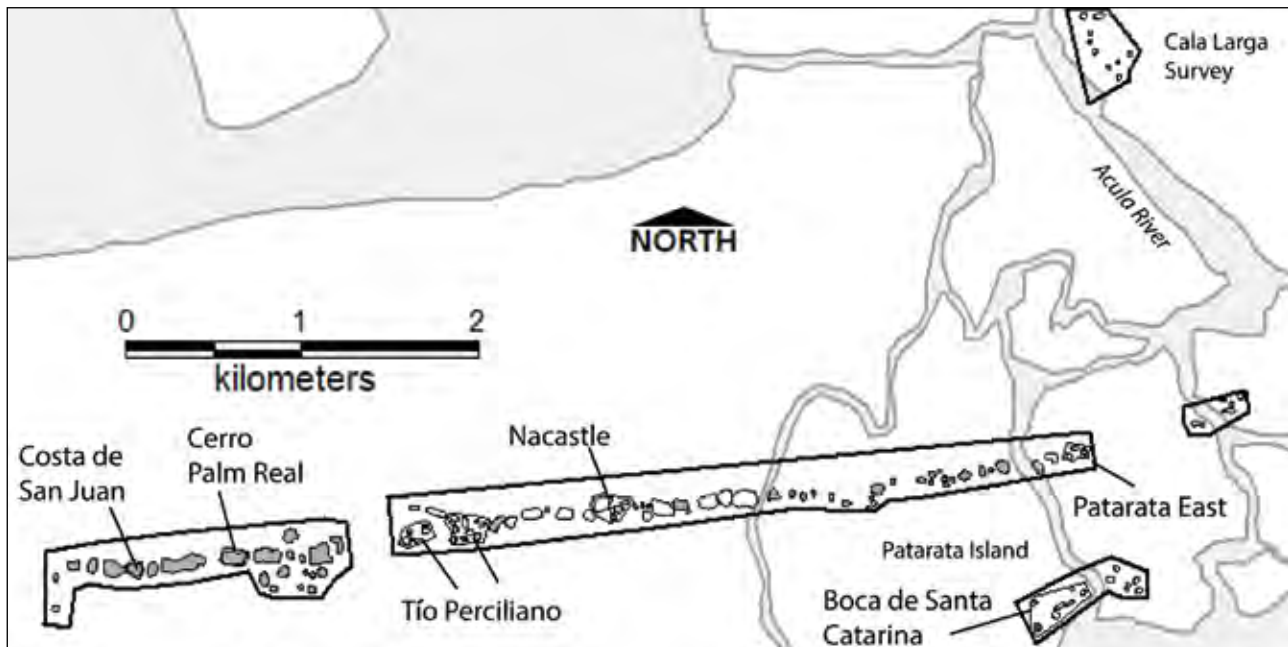 Cala Larga
Survey
Acula River
NORTH
0 1 2
kilometers
Costa de
San Juan
Cerro
Palm Real
Nacastle
Tío Perciliano
Patarata East
Patarata Island
Boca de Santa
Catarina